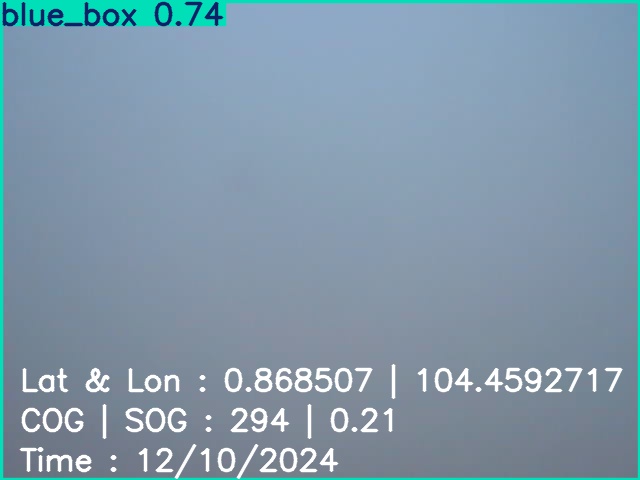 blue_box 0.74
Lat & Lon : 0.868507 | 104.4592717
COG | SOG : 294 | 0.21
Time : 12/10/2024